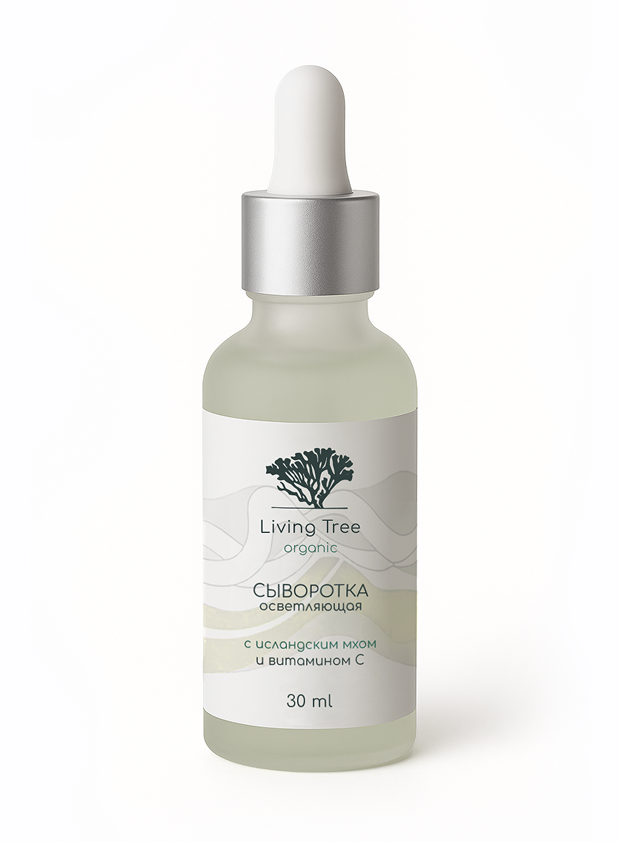 Living Tree
organic
СЫВОРОТКА
осветляющая
с исландским мхом
и витамином С
30 ml